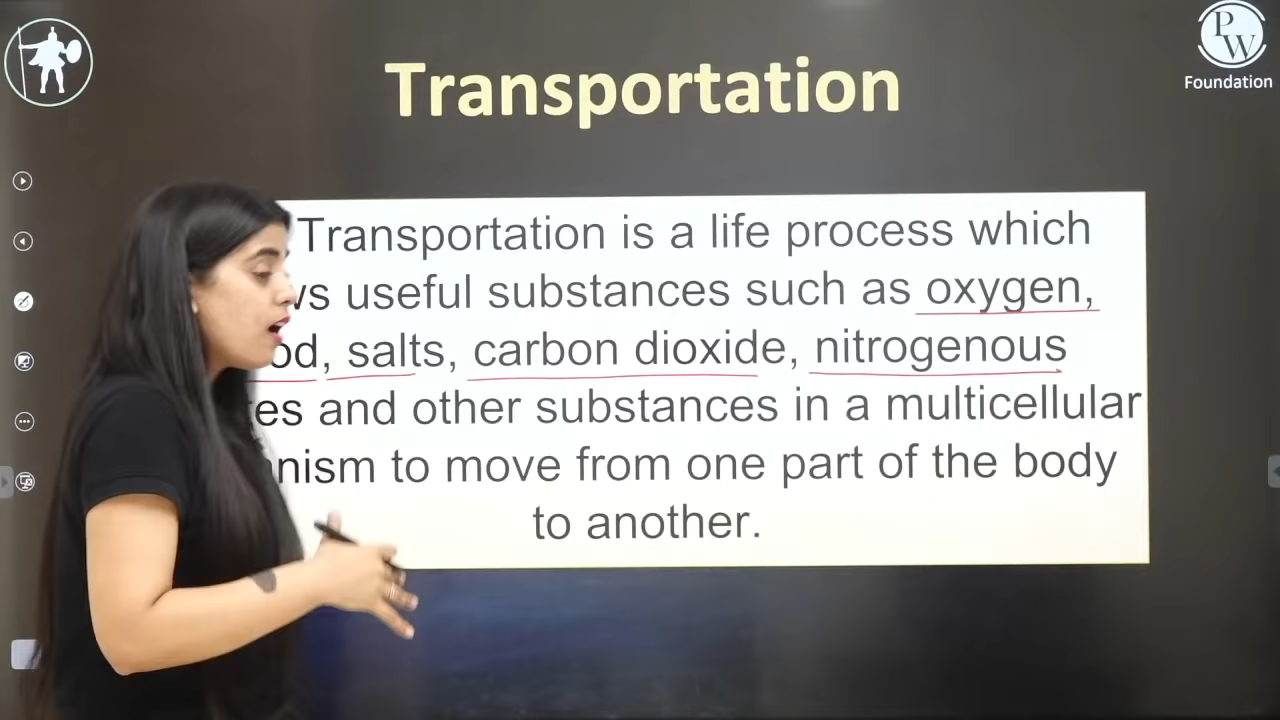 PW
Foundation
Transportation
Transportation is a life process which
ws useful substances such as oxygen,
od, salts, carbon dioxide, nitrogenous
es and other substances in a multicellular
nism to move from one part of the body
to another.